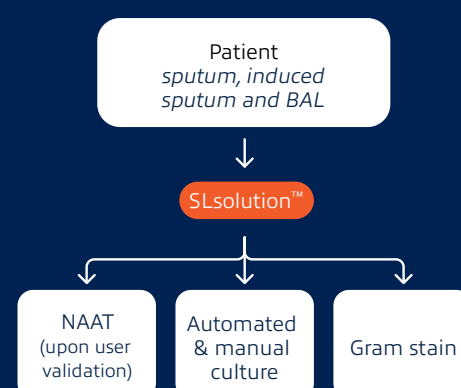 Patient
sputum, induced
sputum and BAL
SLsolution™
NAAT
(upon user
validation)
Automated
& manual
culture
Gram stain